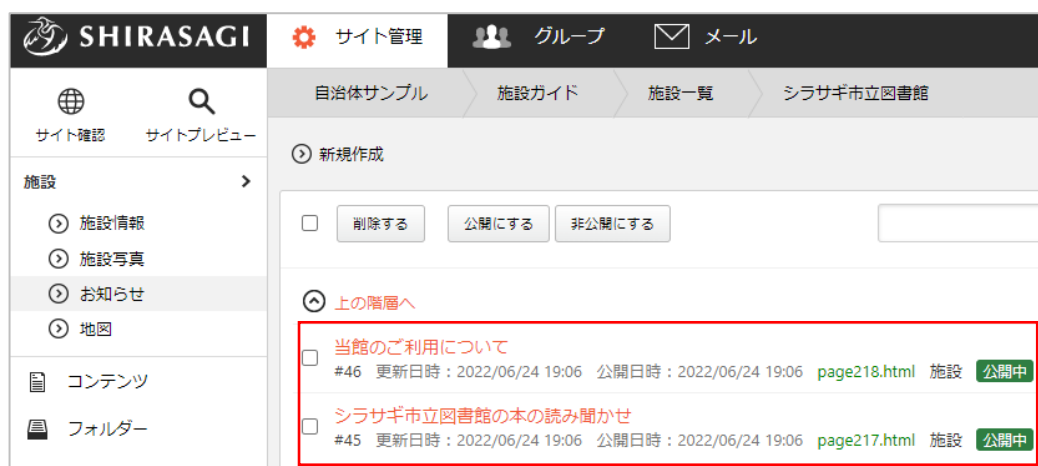 SHIRASAGI サイト管理 グループ メール
自治体サンプル 施設ガイド 施設一覧 シラサギ市立図書館
サイト確認 サイトプレビュー
新規作成
施設
施設情報
施設写真
お知らせ
地図
コンテンツ
フォルダー
削除する 公開にする 非公開にする
上の階層へ
当館のご利用について
#46 更新日時：2022/06/24 19:06 公開日時：2022/06/24 19:06 page218.html 施設 公開中
シラサギ市立図書館の本の読み聞かせ
#45 更新日時：2022/06/24 19:06 公開日時：2022/06/24 19:06 page217.html 施設 公開中